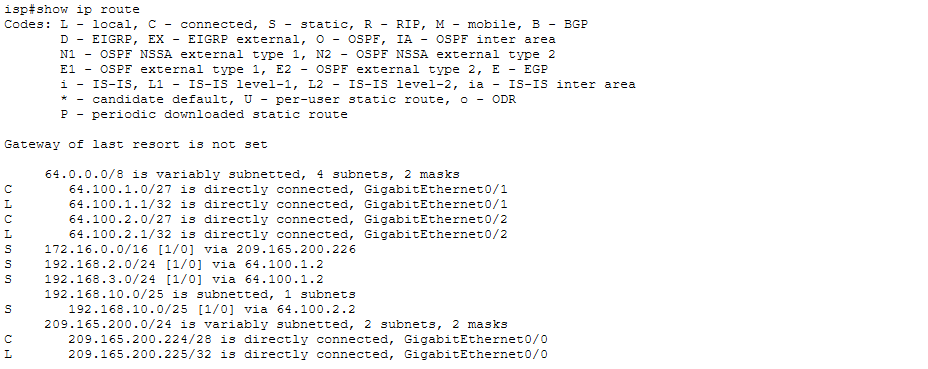 isp#show ip route
Codes: L - local, C - connected, S - static, R - RIP, M - mobile, B - BGP
       D - EIGRP, EX - EIGRP external, O - OSPF, IA - OSPF inter area
       N1 - OSPF NSSA external type 1, N2 - OSPF NSSA external type 2
       E1 - OSPF external type 1, E2 - OSPF external type 2, E - EGP
       i - IS-IS, L1 - IS-IS level-1, L2 - IS-IS level-2, ia - IS-IS inter area
       * - candidate default, U - per-user static route, o - ODR
       P - periodic downloaded static route

Gateway of last resort is not set

     64.0.0.0/8 is variably subnetted, 4 subnets, 2 masks
C       64.100.1.0/27 is directly connected, GigabitEthernet0/1
L       64.100.1.1/32 is directly connected, GigabitEthernet0/1
C       64.100.2.0/27 is directly connected, GigabitEthernet0/2
L       64.100.2.1/32 is directly connected, GigabitEthernet0/2
S    172.16.0.0/16 [1/0] via 209.165.200.226
S    192.168.2.0/24 [1/0] via 64.100.1.2
S    192.168.3.0/24 [1/0] via 64.100.1.2
     192.168.10.0/25 is subnetted, 1 subnets
S       192.168.10.0/25 [1/0] via 64.100.2.2
     209.165.200.0/24 is variably subnetted, 2 subnets, 2 masks
C       209.165.200.224/28 is directly connected, GigabitEthernet0/0
L       209.165.200.225/32 is directly connected, GigabitEthernet0/0